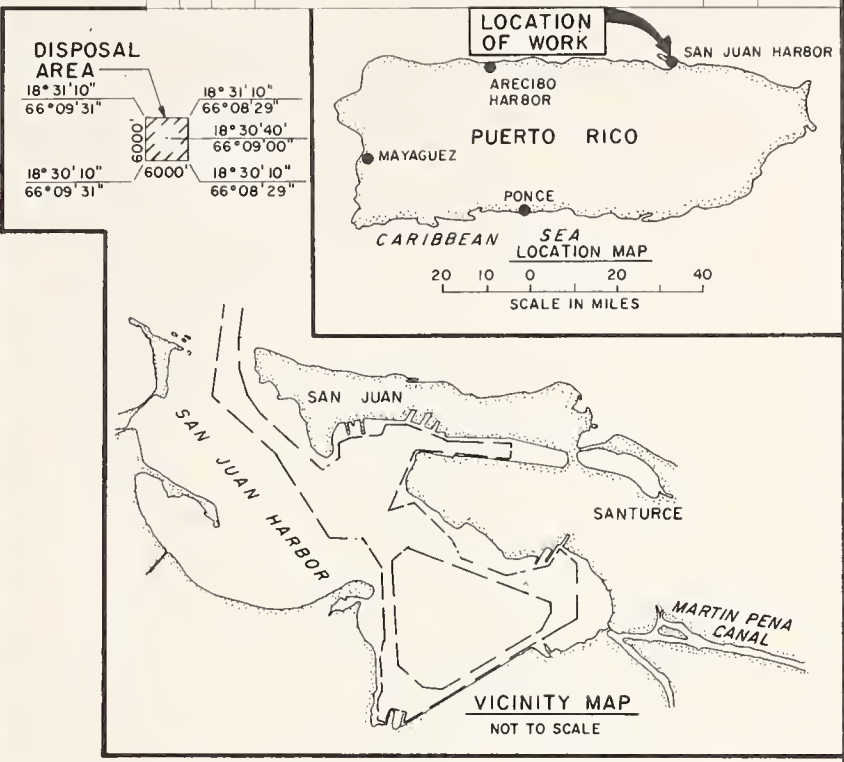 DISPOSAL
AREA
18° 31' 10"
66° 09' 31"
18° 31' 10"
66° 08' 29"
6000'
18° 30' 40'
66° 09' 00"
18° 30' 10"
66° 09' 31"
6000'
18° 30' 10"
66° 08' 29"
LOCATION
OF WORK
SAN JUAN HARBOR
ARECIBO
HARBOR
PUERTO RICO
MAYAGUEZ
PONCE
CARIBBEAN SEA
LOCATION MAP
20 10 0 20 40
SCALE IN MILES
SAN JUAN
SAN JUAN HARBOR
SANTURCE
MARTIN PENA
CANAL
VICINITY MAP
NOT TO SCALE